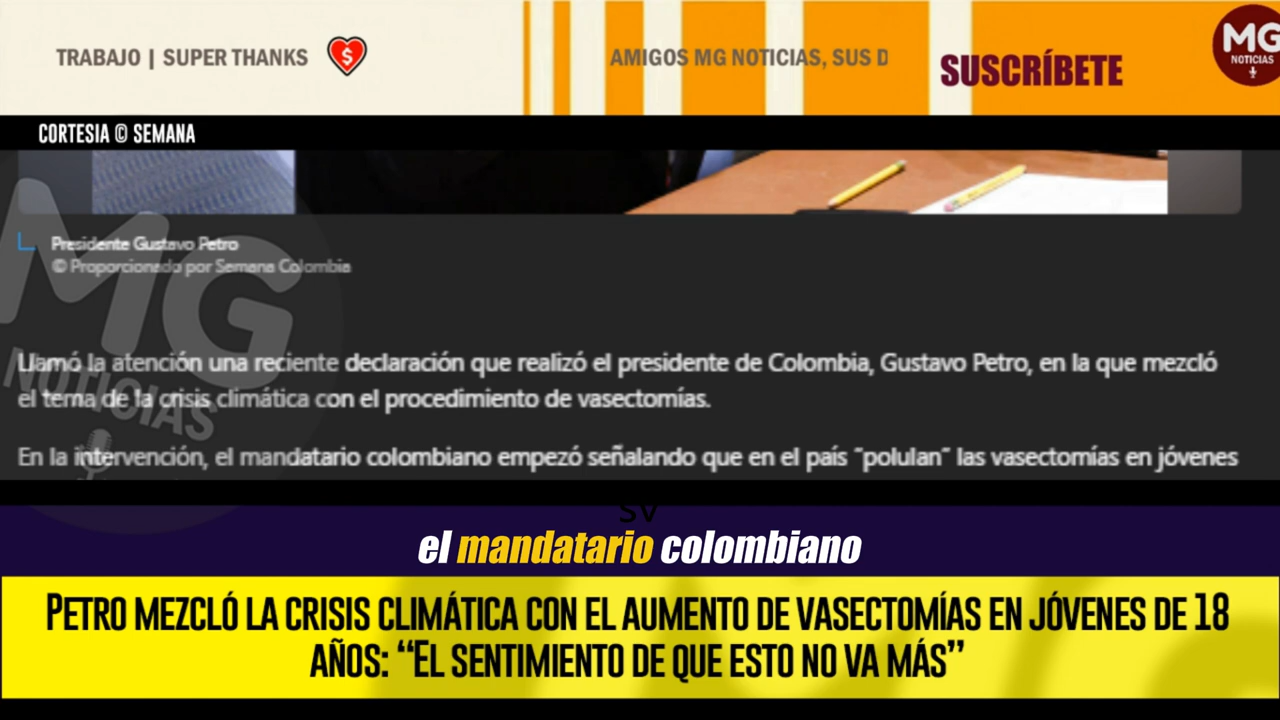 TRABAJO | SUPER THANKS
$
AMIGOS MG NOTICIAS, SUS D
SUSCRÍBETE
MG
NOTICIAS
CORTESIA © SEMANA
Presidente Gustavo Petro
© Proporcionado por Semana Colombia
MG
NOTICIAS
Llamó la atención una reciente declaración que realizó el presidente de Colombia, Gustavo Petro, en la que mezcló
el tema de la crisis climática con el procedimiento de vasectomías.
En la intervención, el mandatario colombiano empezó señalando que en el país “polulan” las vasectomías en jóvenes
el mandatario colombiano
PETRO MEZCLÓ LA CRISIS CLIMÁTICA CON EL AUMENTO DE VASECTOMÍAS EN JÓVENES DE 18
AÑOS: “EL SENTIMIENTO DE QUE ESTO NO VA MÁS”